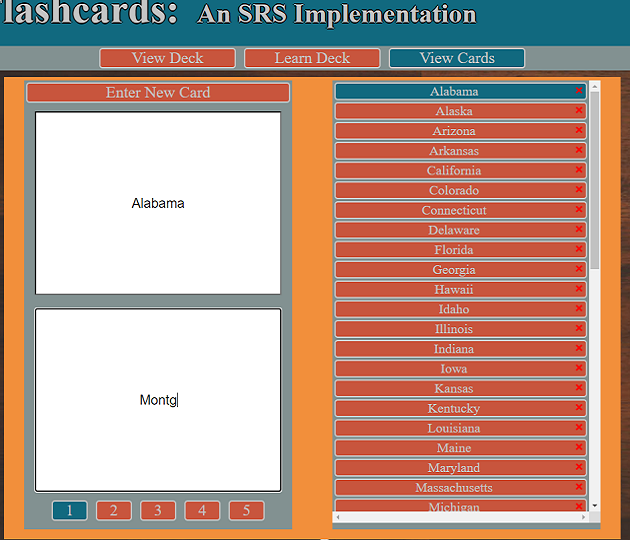 lashcards: An SRS Implementation
View Deck Learn Deck View Cards
Enter New Card
Alabama
Montg
1 2 3 4 5
Alabama
Alaska
Arizona
Arkansas
California
Colorado
Connecticut
Delaware
Florida
Georgia
Hawaii
Idaho
Illinois
Indiana
Iowa
Kansas
Kentucky
Louisiana
Maine
Maryland
Massachusetts
Michigan